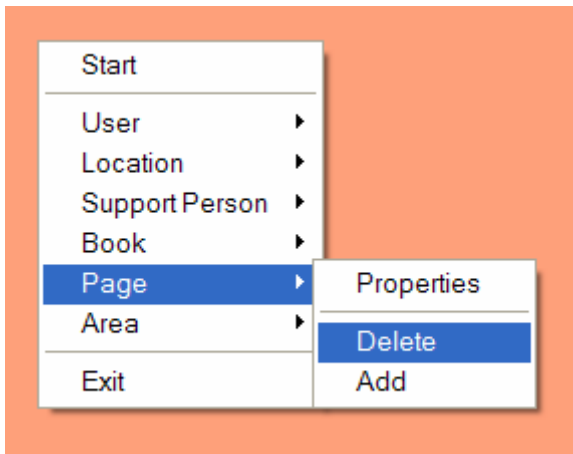 Start
User
Location
Support Person
Book
Page
Area
Exit
Properties
Delete
Add